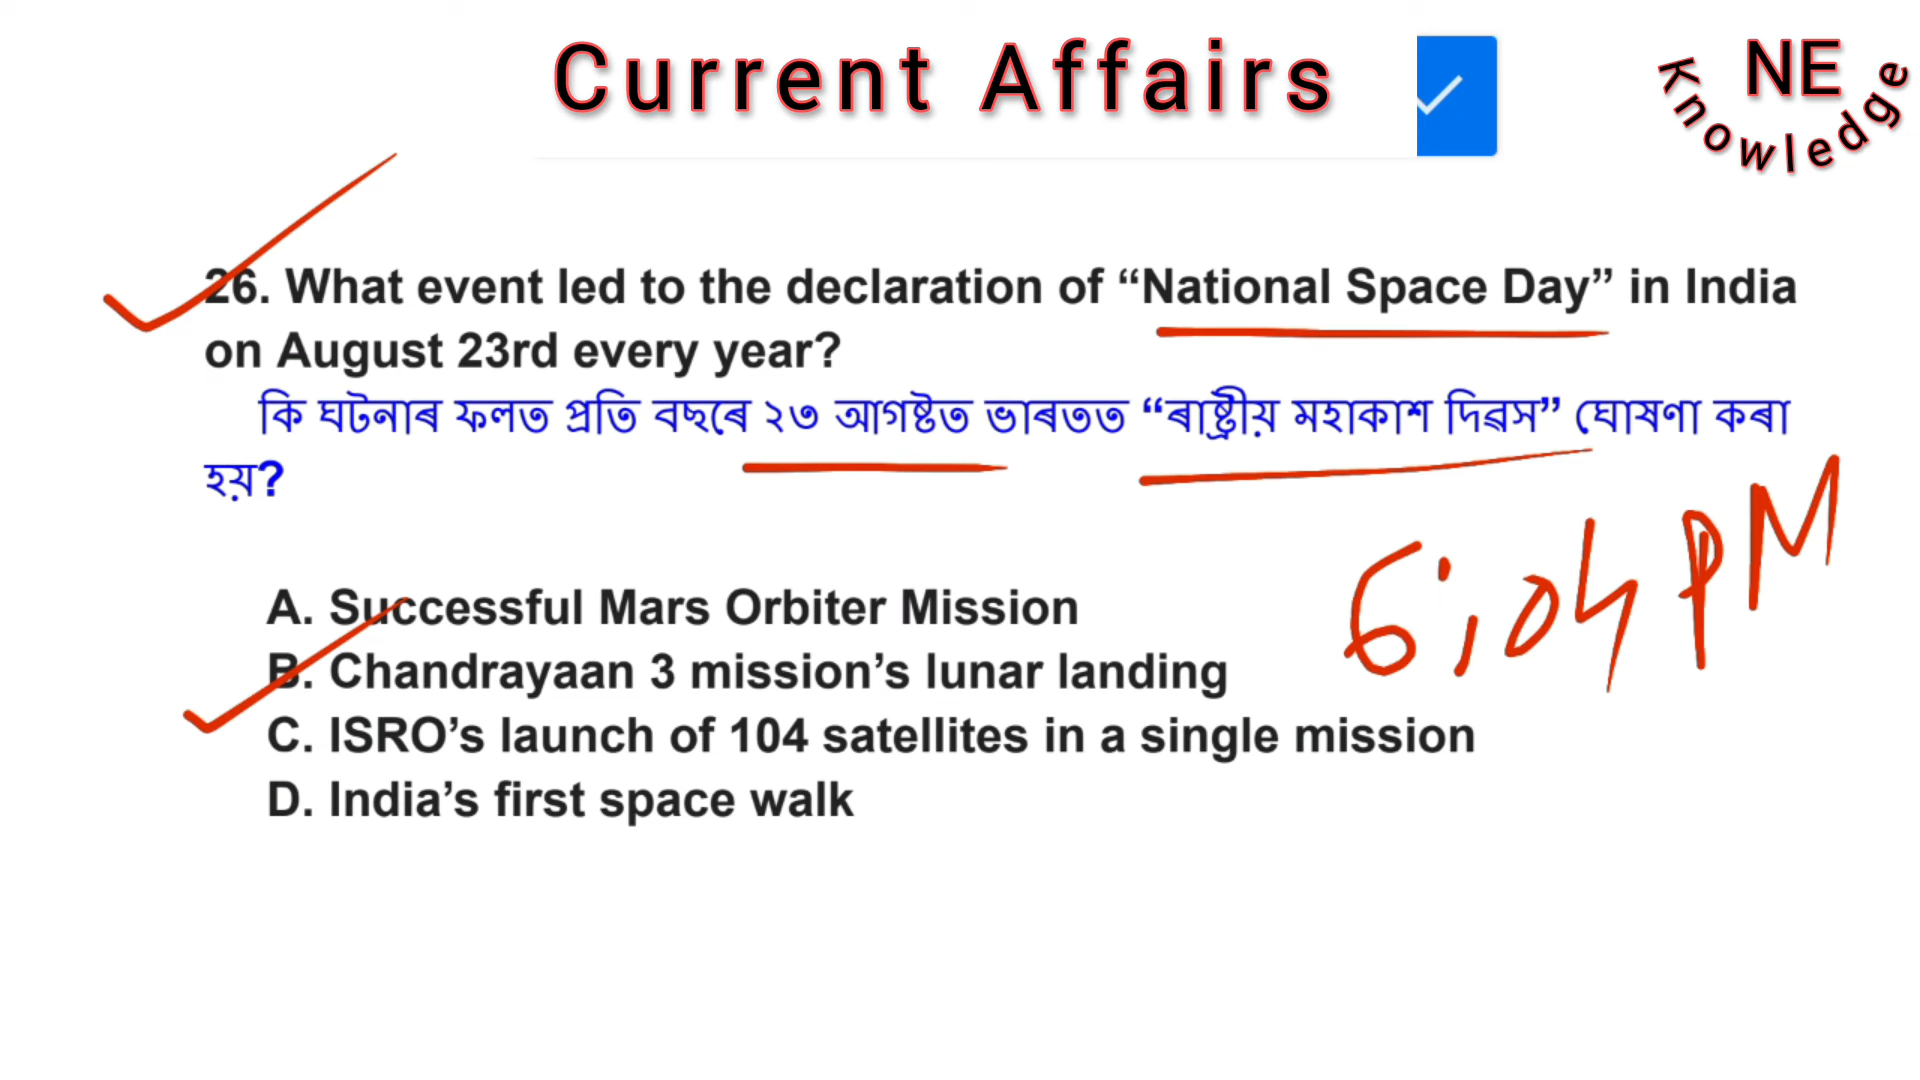 Current Affairs
NE
Knowledge
26. What event led to the declaration of “National Space Day” in India
on August 23rd every year?
কি ঘটনাৰ ফলত প্ৰতি বছৰে ২৩ আগষ্টত ভাৰতত “ৰাষ্ট্ৰীয় মহাকাশ দিৱস” ঘোষণা কৰা
হয়?
6:04 PM
A. Successful Mars Orbiter Mission
B. Chandrayaan 3 mission’s lunar landing
C. ISRO’s launch of 104 satellites in a single mission
D. India’s first space walk